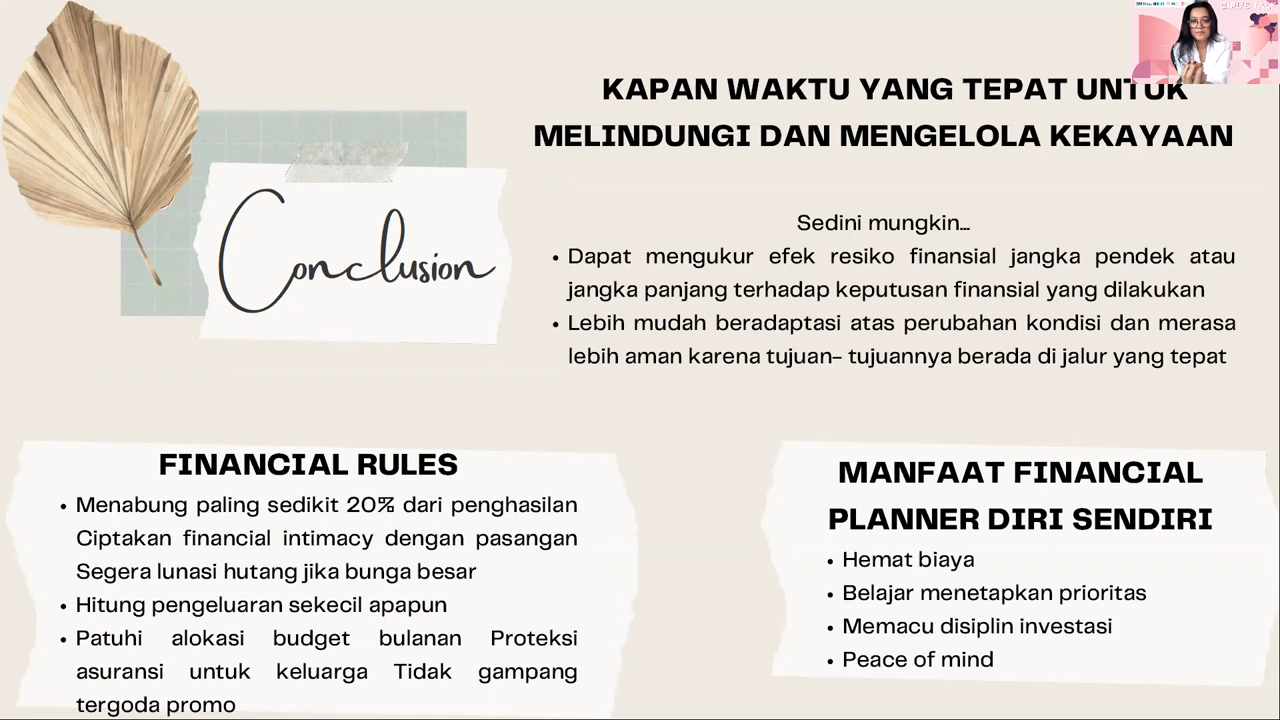 Conclusion
KAPAN WAKTU YANG TEPAT UNTUK
MELINDUNGI DAN MENGELOLA KEKAYAAN
Sedini mungkin...
• Dapat mengukur efek resiko finansial jangka pendek atau
jangka panjang terhadap keputusan finansial yang dilakukan
• Lebih mudah beradaptasi atas perubahan kondisi dan merasa
lebih aman karena tujuan- tujuannya berada di jalur yang tepat
FINANCIAL RULES
• Menabung paling sedikit 20% dari penghasilan
Ciptakan financial intimacy dengan pasangan
Segera lunasi hutang jika bunga besar
• Hitung pengeluaran sekecil apapun
• Patuhi alokasi budget bulanan Proteksi
asuransi untuk keluarga Tidak gampang
tergoda promo
MANFAAT FINANCIAL
PLANNER DIRI SENDIRI
• Hemat biaya
• Belajar menetapkan prioritas
• Memacu disiplin investasi
• Peace of mind